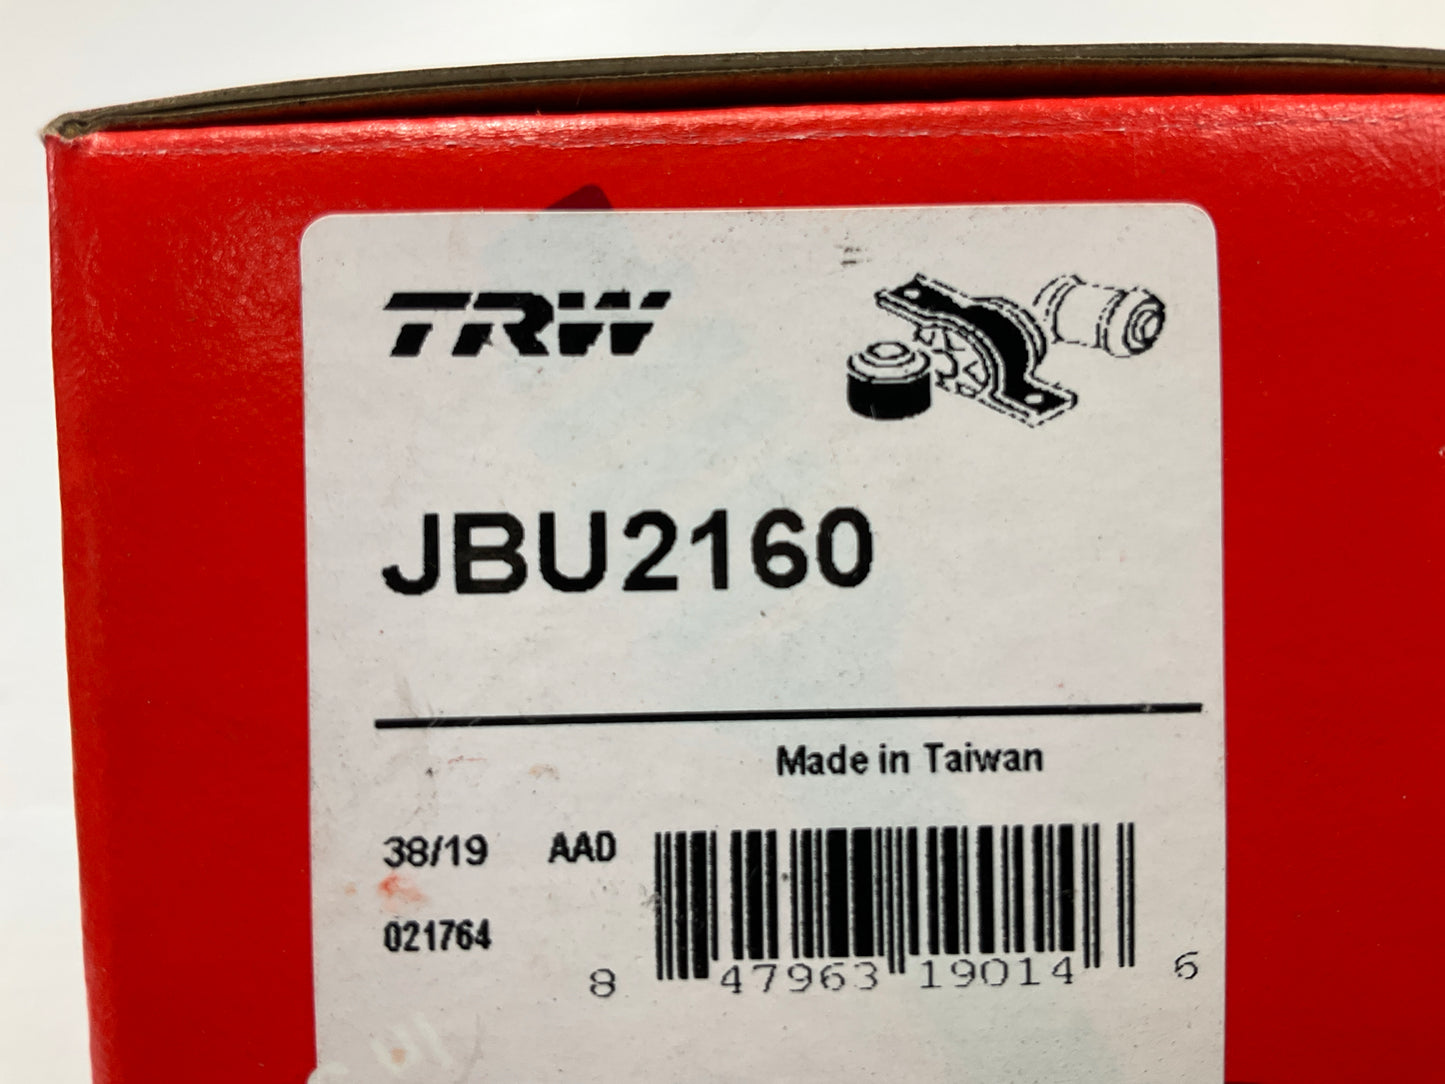 TRW
JBU2160
Made in Taiwan
38/19 AAD
021764
8 47963 19014 6